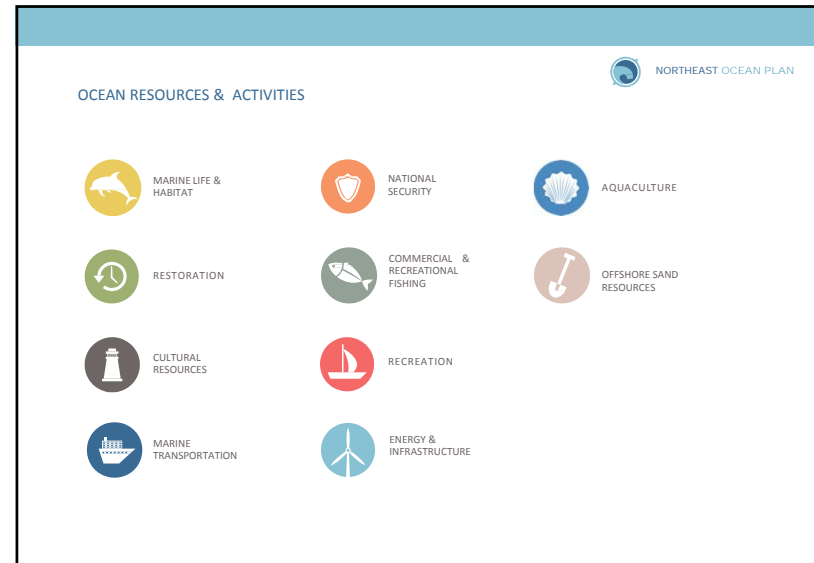 NORTHEAST OCEAN PLAN
OCEAN RESOURCES & ACTIVITIES
MARINE LIFE &
HABITAT
RESTORATION
CULTURAL
RESOURCES
MARINE
TRANSPORTATION
NATIONAL
SECURITY
COMMERCIAL &
RECREATIONAL
FISHING
RECREATION
ENERGY &
INFRASTRUCTURE
AQUACULTURE
OFFSHORE SAND
RESOURCES